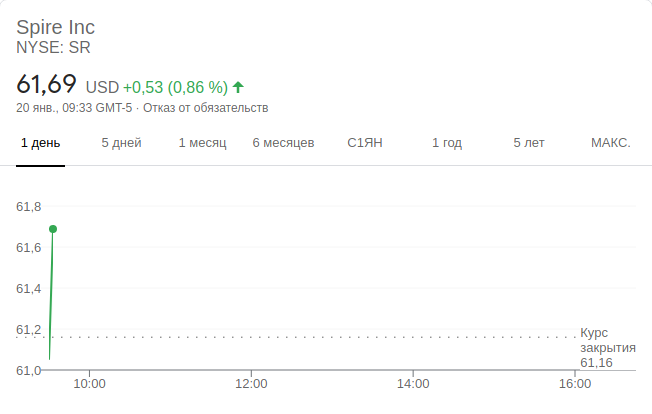 Spire Inc
NYSE: SR
61,69 USD +0,53 (0,86 %)
20 янв., 09:33 GMT-5 · Отказ от обязательств
1 день 5 дней 1 месяц 6 месяцев С1ЯН 1 год 5 лет МАКС.
61,8
61,6
61,4
61,2
61,0
Курс
закрытия
61,16
10:00 12:00 14:00 16:00